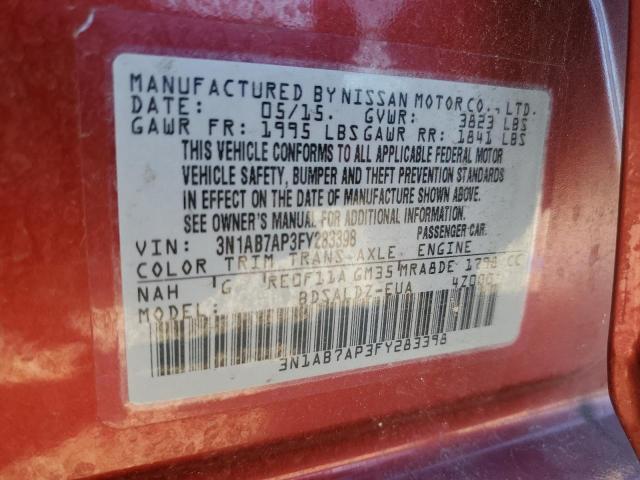 MANUFACTURED BY NISSAN MOTOR CO., LTD.
DATE: 05/15. GVWR: 3823 LBS
GAWR FR: 1995 LBS GAWR RR: 1841 LBS
THIS VEHICLE CONFORMS TO ALL APPLICABLE FEDERAL MOTOR
VEHICLE SAFETY, BUMPER AND THEFT PREVENTION STANDARDS
IN EFFECT ON THE DATE OF MANUFACTURE SHOWN ABOVE.
SEE OWNER'S MANUAL FOR ADDITIONAL INFORMATION.
VIN: 3N1AB7AP3FY283398 PASSENGER CAR.
COLOR TRIM TRANS-AXLE ENGINE
NAH G RE0F11A GM35 MRA8DE 1798 CC
MODEL: BDSALDZ-EUA
3N1AB7AP3FY283398